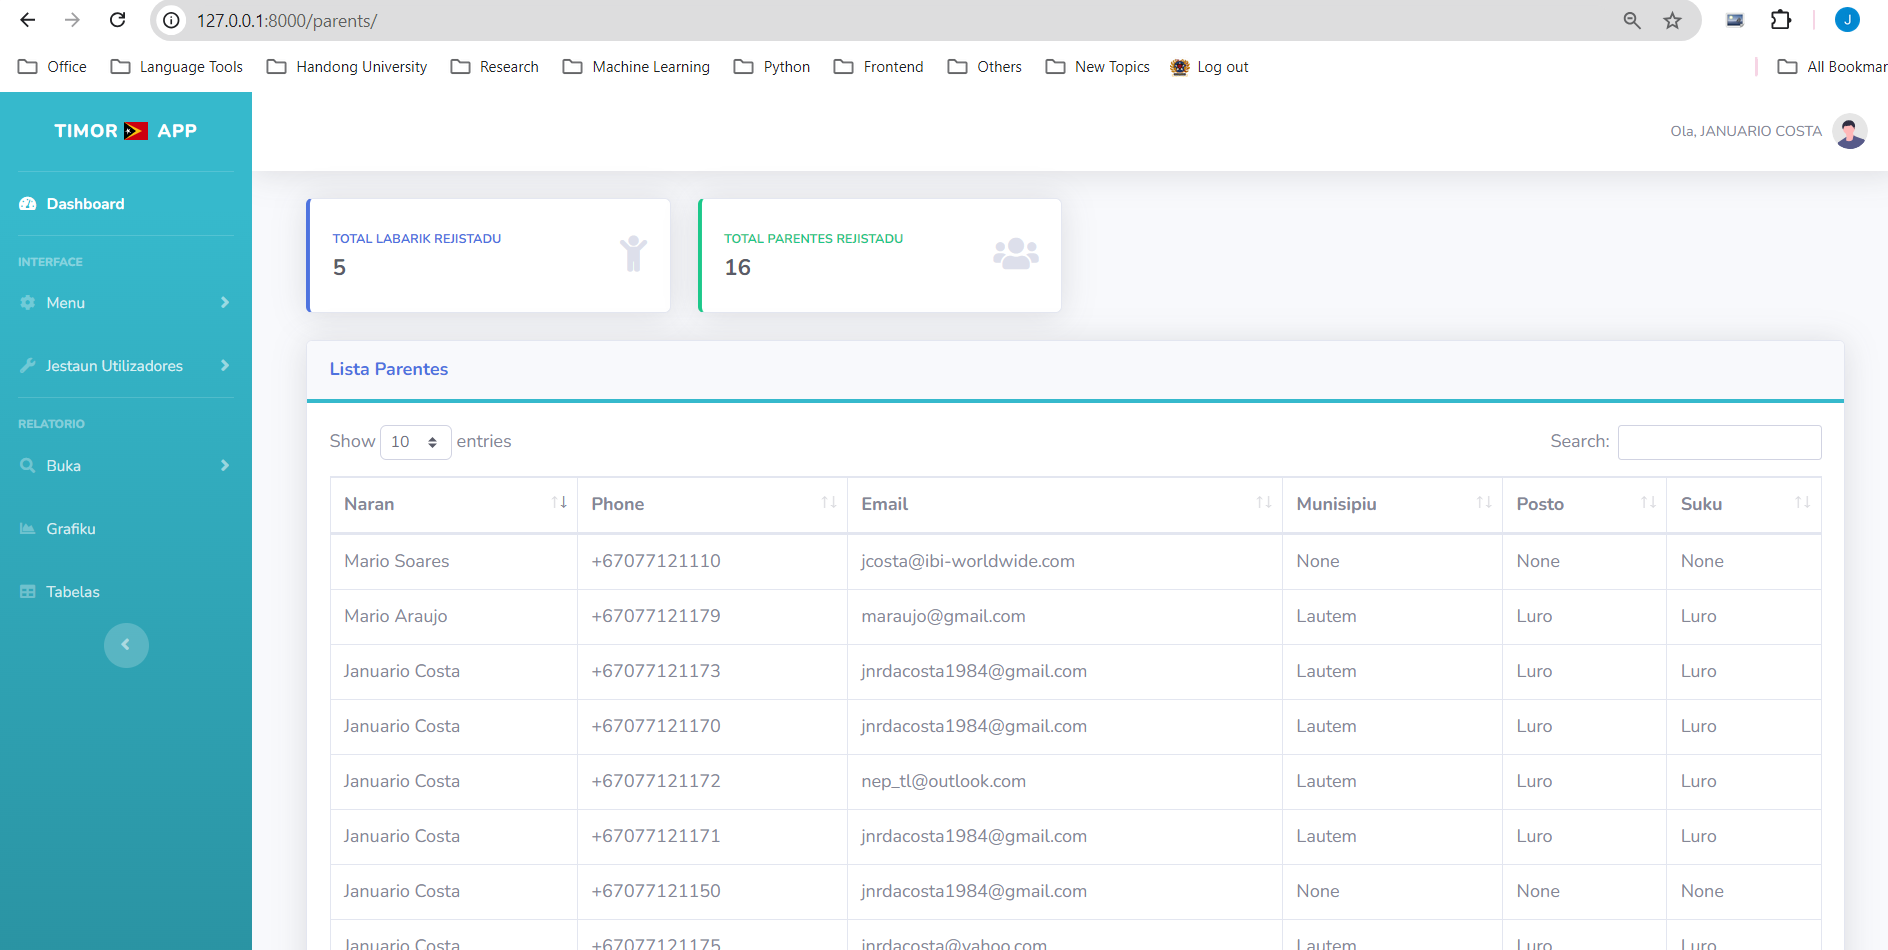 127.0.0.1:8000/parents/
J
Office Language Tools Handong University Research Machine Learning Python Frontend Others New Topics Log out All Bookmar
TIMOR APP
Ola, JANUARIO COSTA
Dashboard
INTERFACE
Menu
Jestaun Utilizadores
RELATORIO
Buka
Grafiku
Tabelas
TOTAL LABARIK REJISTADU
5
TOTAL PARENTES REJISTADU
16
Lista Parentes
Show 10 entries Search:
Naran Phone Email Munisipiu Posto Suku
Mario Soares +67077121110 jcosta@ibi-worldwide.com None None None
Mario Araujo +67077121179 maraujo@gmail.com Lautem Luro Luro
Januario Costa +67077121173 jnrdacosta1984@gmail.com Lautem Luro Luro
Januario Costa +67077121170 jnrdacosta1984@gmail.com Lautem Luro Luro
Januario Costa +67077121172 nep_tl@outlook.com Lautem Luro Luro
Januario Costa +67077121171 jnrdacosta1984@gmail.com Lautem Luro Luro
Januario Costa +67077121150 jnrdacosta1984@gmail.com None None None
Januario Costa +67077121175 jnrdacosta@yahoo.com Lautem Luro Luro